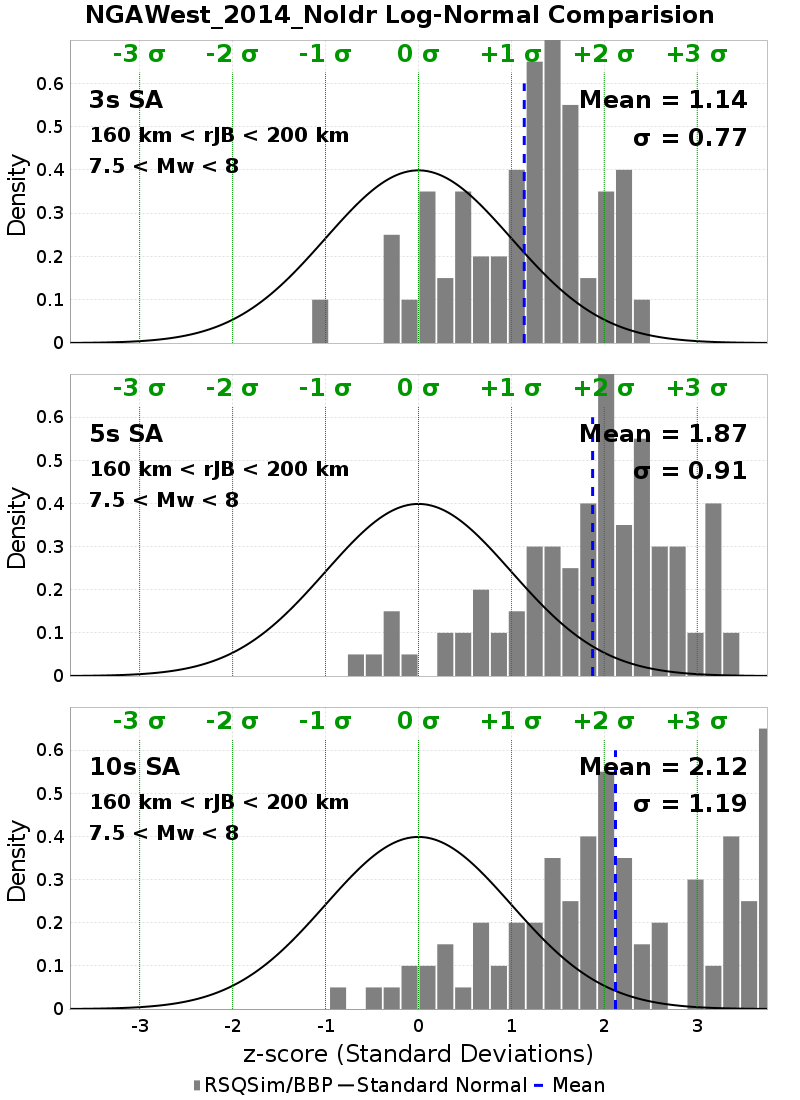 NGAWest_2014_NoIdr Log-Normal Comparision
-3 σ -2 σ -1 σ 0 σ +1 σ +2 σ +3 σ
3s SA
Mean = 1.14
160 km < rJB < 200 km
σ = 0.77
7.5 < Mw < 8
Density
0.6
0.5
0.4
0.3
0.2
0.1
0
-3 σ -2 σ -1 σ 0 σ +1 σ +2 σ +3 σ
5s SA
Mean = 1.87
160 km < rJB < 200 km
σ = 0.91
7.5 < Mw < 8
Density
0.6
0.5
0.4
0.3
0.2
0.1
0
-3 σ -2 σ -1 σ 0 σ +1 σ +2 σ +3 σ
10s SA
Mean = 2.12
160 km < rJB < 200 km
σ = 1.19
7.5 < Mw < 8
Density
0.6
0.5
0.4
0.3
0.2
0.1
0
-3 -2 -1 0 1 2 3
z-score (Standard Deviations)
RSQSim/BBP Standard Normal Mean